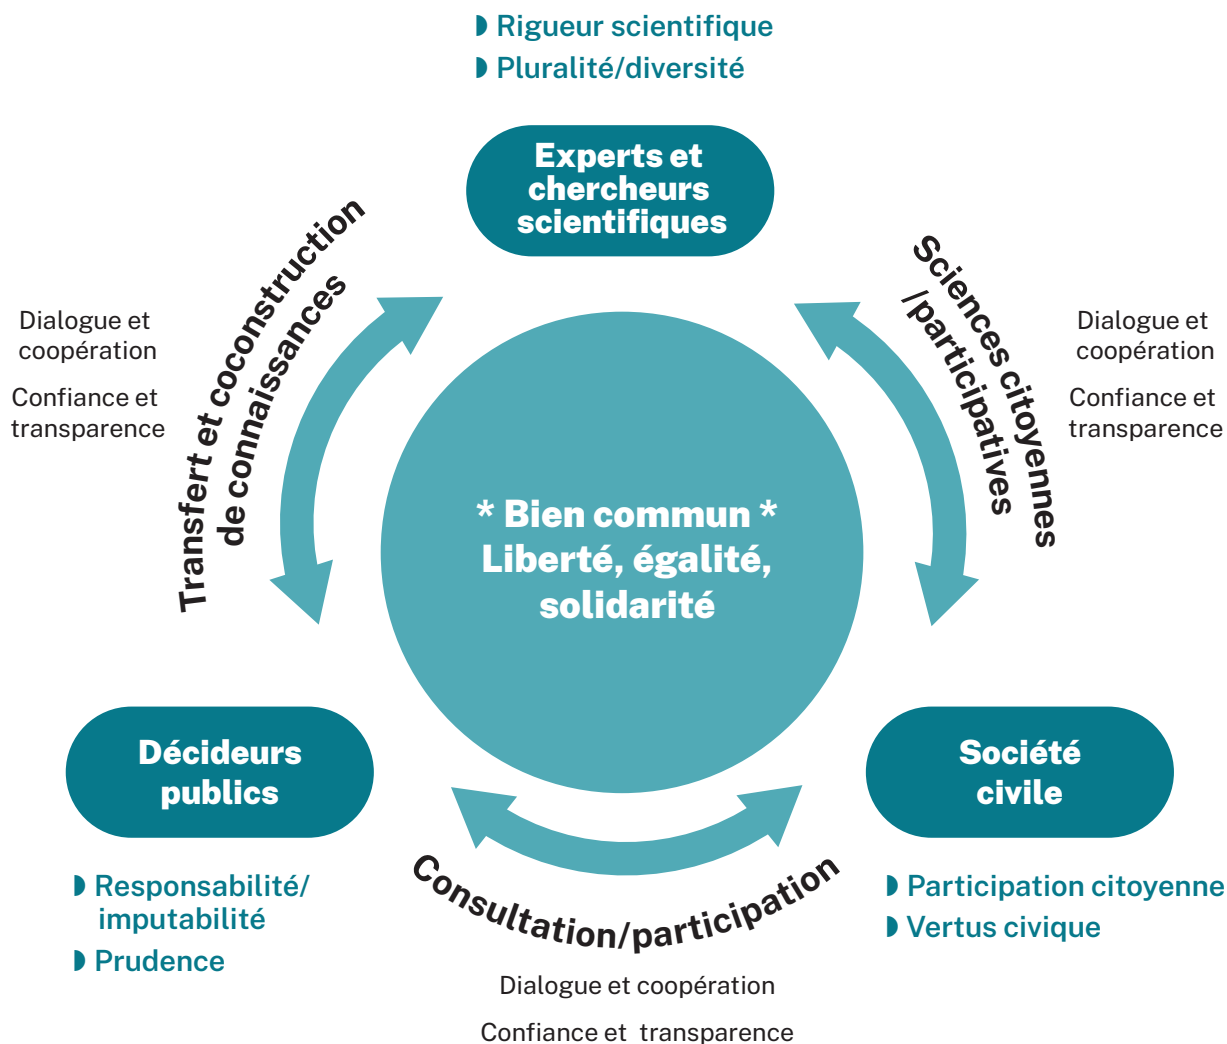 Rigueur scientifique
Pluralité/diversité
Experts et
chercheurs
scientifiques
Transfert et coconstruction
de connaissances
Dialogue et
coopération
Confiance et
transparence
Sciences citoyennes
/participatives
Dialogue et
coopération
Confiance et
transparence
* Bien commun *
Liberté, égalité,
solidarité
Décideurs
publics
Responsabilité/
imputabilité
Prudence
Société
civile
Participation citoyenne
Vertus civique
Consultation/participation
Dialogue et coopération
Confiance et transparence